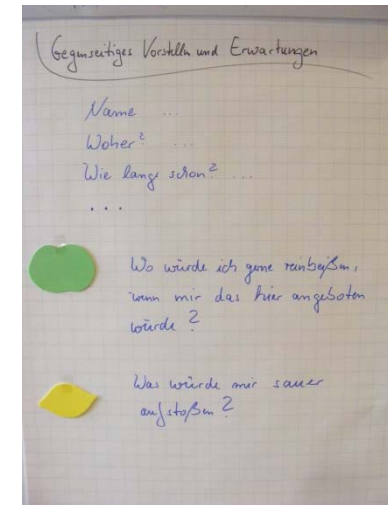 Gegenseitiges Vorstellen und Erwartungen
Name ...
Woher? ...
Wie lange schon? ...
...
Wo würde ich gerne reinbeißen,
wenn mir das hier angeboten
würde?
Was würde mir sauer
aufstoßen?